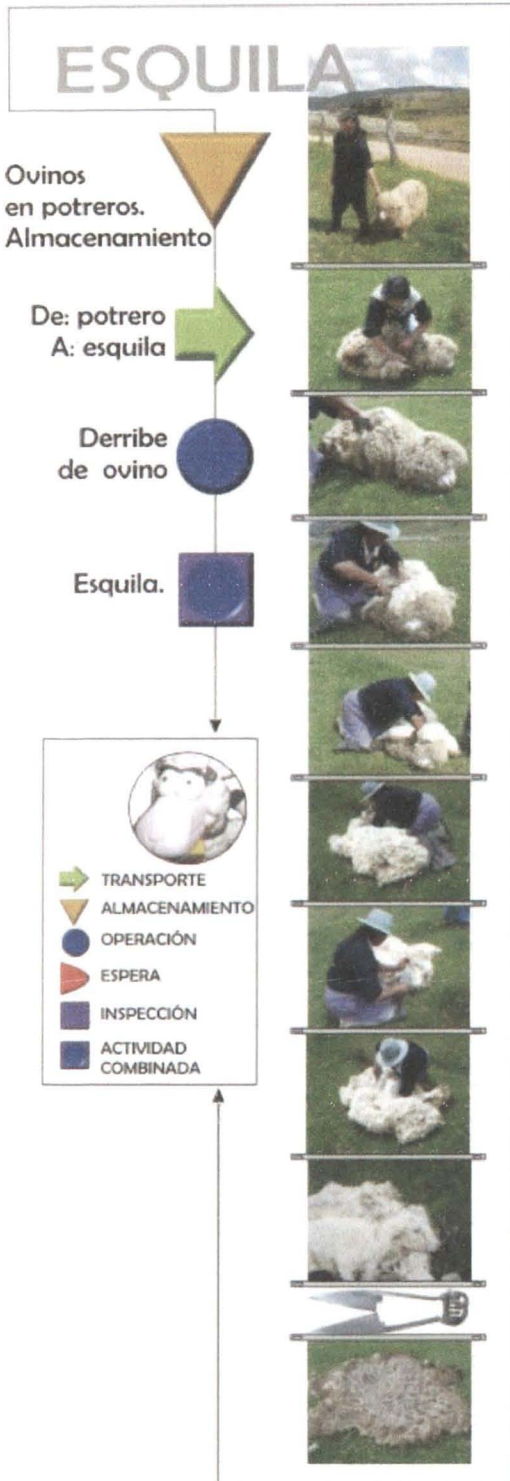 ESQUILA
Ovinos
en potreros.
Almacenamiento
De: potrero
A: esquila
Derribe
de ovino
Esquila.
TRANSPORTE
ALMACENAMIENTO
OPERACIÓN
ESPERA
INSPECCIÓN
ACTIVIDAD
COMBINADA